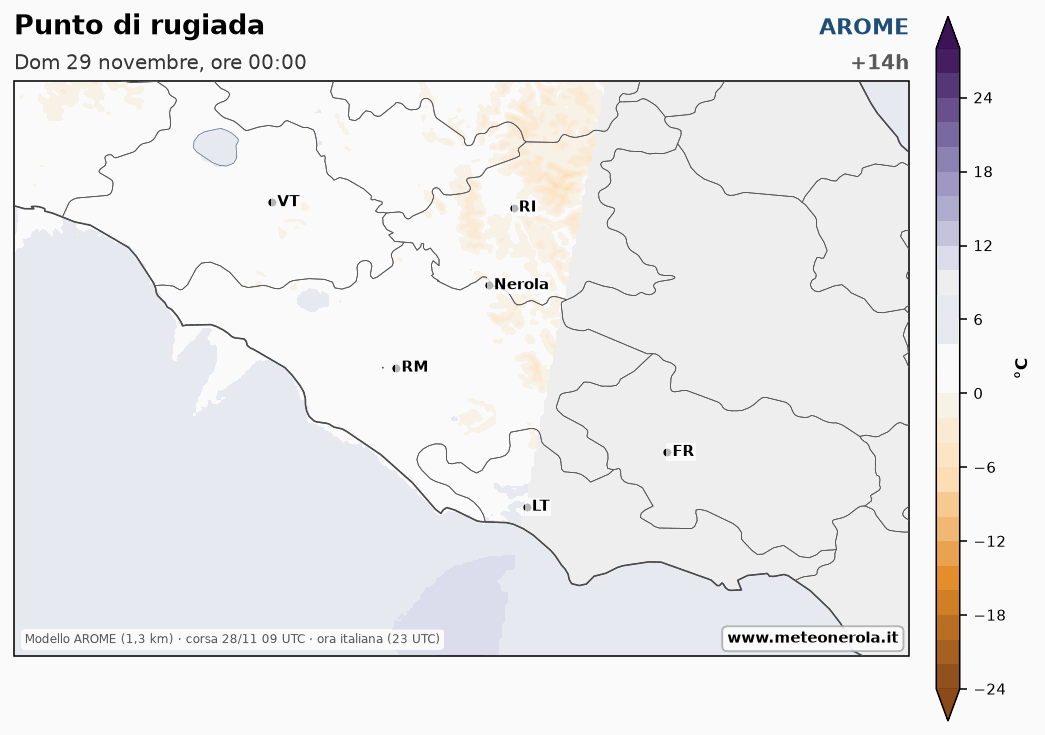 Punto di rugiada
AROME
Dom 29 novembre, ore 00:00
+14h
VT
RI
Nerola
RM
FR
LT
Modello AROME (1,3 km) · corsa 28/11 09 UTC · ora italiana (23 UTC)
www.meteonerola.it
24
18
12
6
0
−6
−12
−18
−24
°C